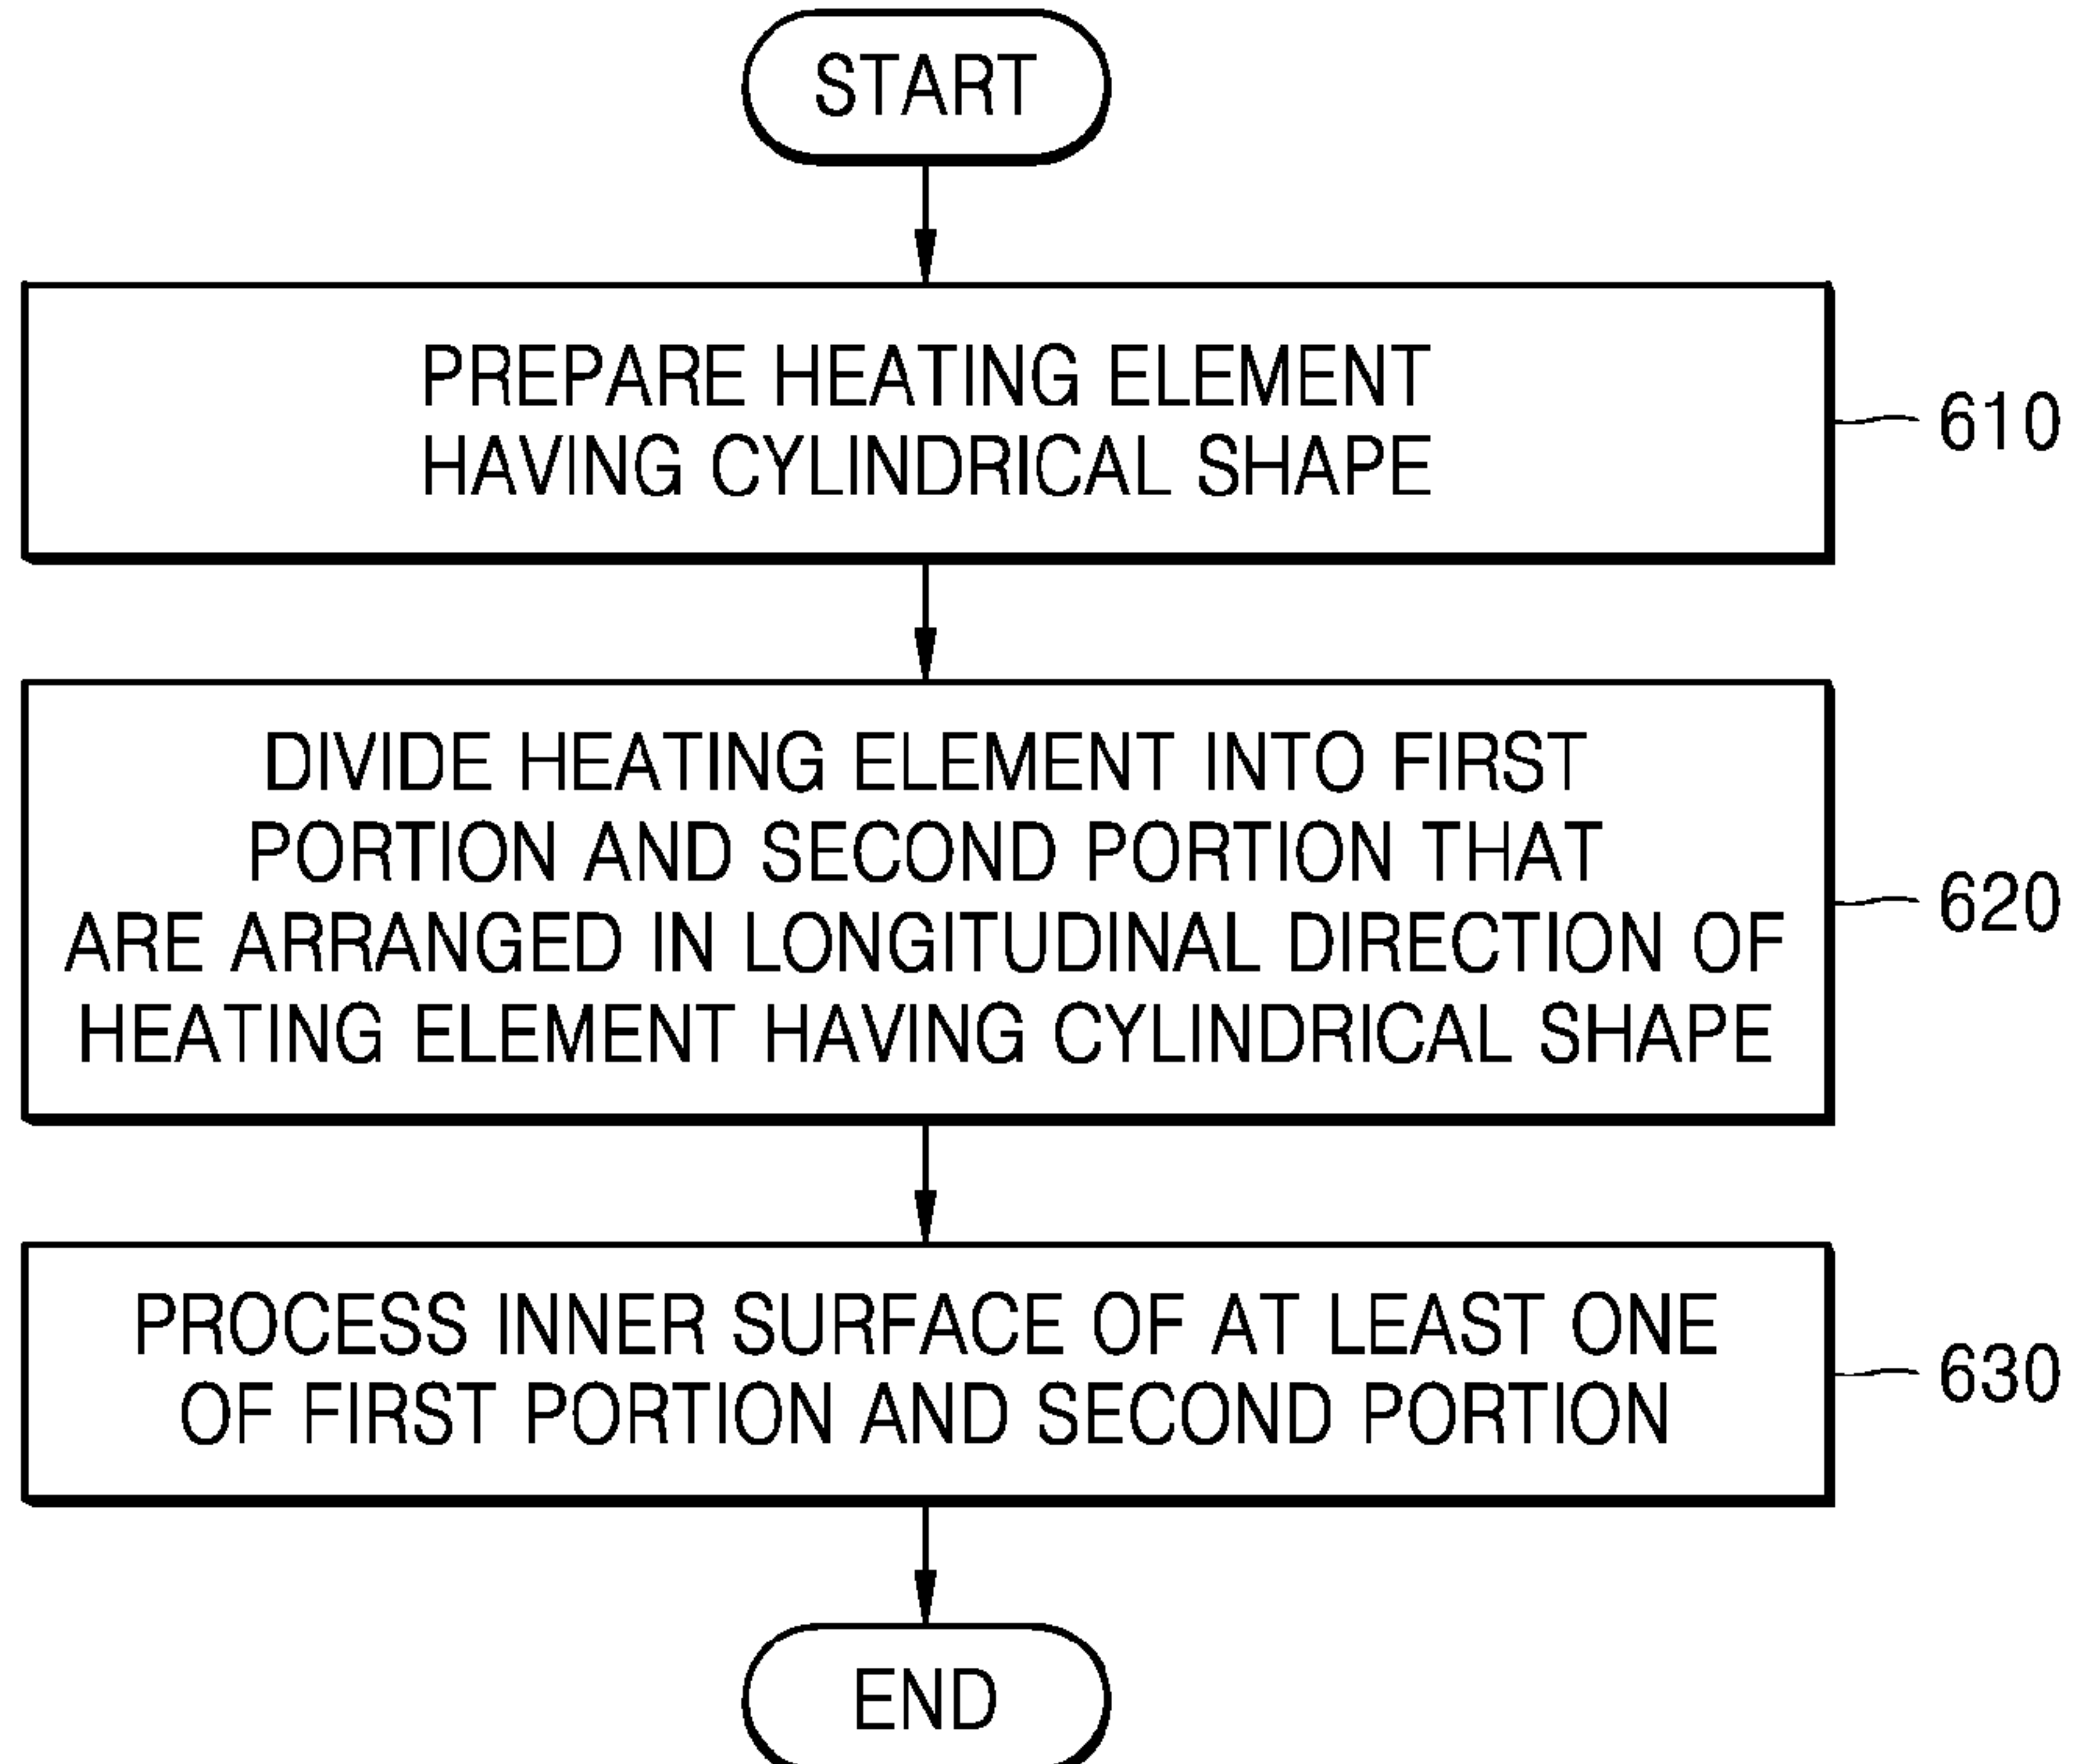 START
PREPARE HEATING ELEMENT
HAVING CYLINDRICAL SHAPE
610
DIVIDE HEATING ELEMENT INTO FIRST
PORTION AND SECOND PORTION THAT
ARE ARRANGED IN LONGITUDINAL DIRECTION OF
HEATING ELEMENT HAVING CYLINDRICAL SHAPE
620
PROCESS INNER SURFACE OF AT LEAST ONE
OF FIRST PORTION AND SECOND PORTION
630
END